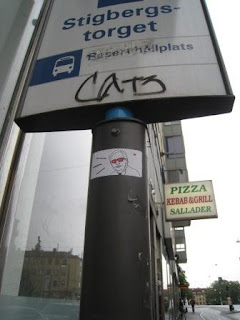 Stigbergs-
torget
Reservhållplats
CATS
PIZZA
KEBAB & GRILL
SALLADER